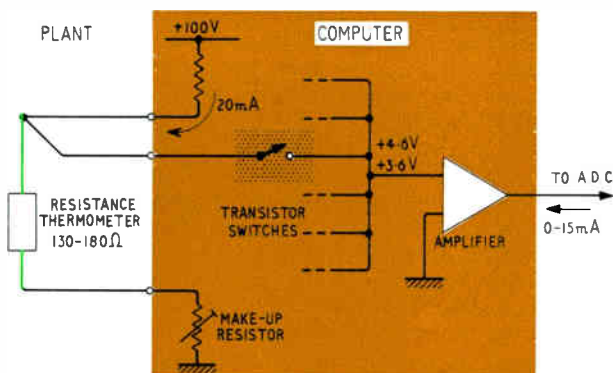 PLANT
COMPUTER
+100V
20mA
+4·6V
+3·6V
TO ADC
0-15mA
RESISTANCE
THERMOMETER
130-180Ω
TRANSISTOR
SWITCHES
AMPLIFIER
MAKE-UP
RESISTOR